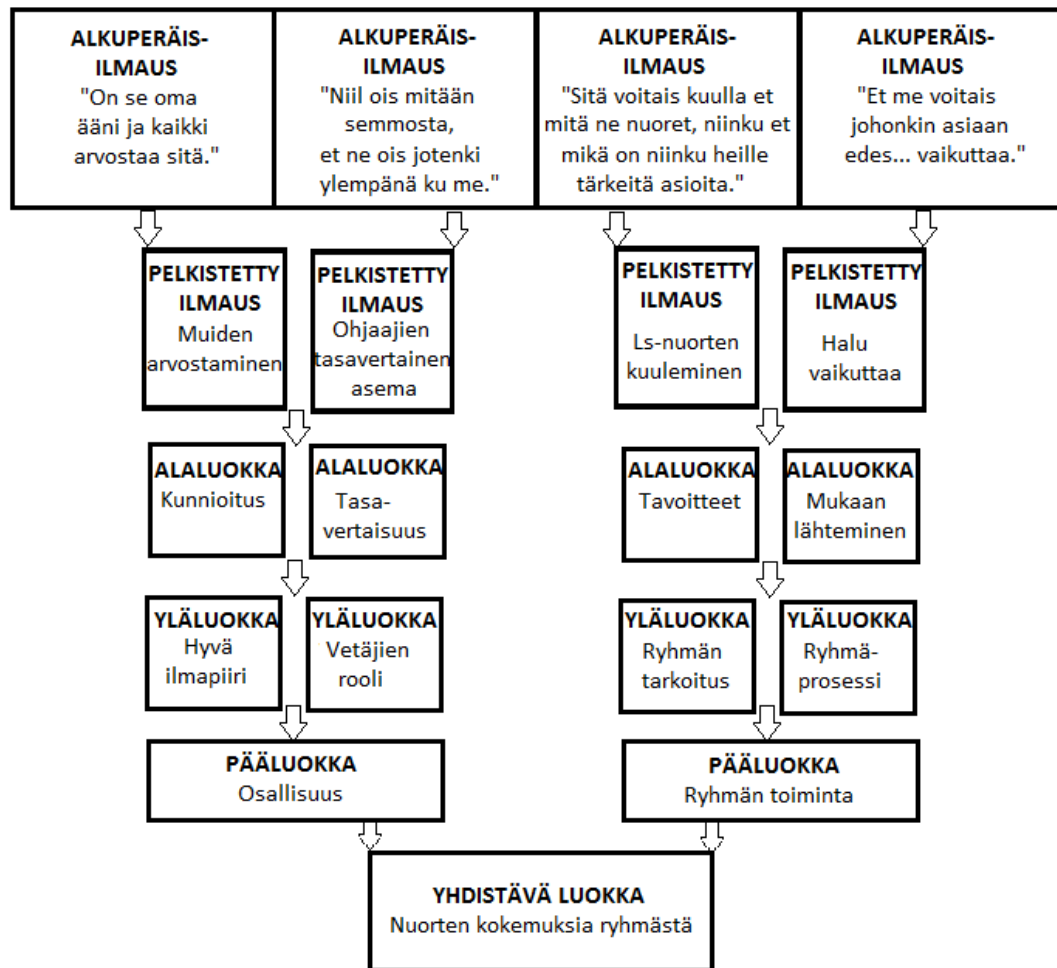 ALKUPERÄIS-
ILMAUS
"On se oma
ääni ja kaikki
arvostaa sitä."
ALKUPERÄIS-
ILMAUS
"Niil ois mitään
semmosta,
et ne ois jotenki
ylempänä ku me."
ALKUPERÄIS-
ILMAUS
"Sitä voitais kuulla et
mitä ne nuoret, niinku et
mikä on niinku heille
tärkeitä asioita."
ALKUPERÄIS-
ILMAUS
"Et me voitais
johonkin asiaan
edes... vaikuttaa."
PELKISTETTY
ILMAUS
Muiden
arvostaminen
PELKISTETTY
ILMAUS
Ohjaajien
tasavertainen
asema
PELKISTETTY
ILMAUS
Ls-nuorten
kuuleminen
PELKISTETTY
ILMAUS
Halu
vaikuttaa
ALALUOKKA
Kunnioitus
ALALUOKKA
Tasa-
vertaisuus
ALALUOKKA
Tavoitteet
ALALUOKKA
Mukaan
lähteminen
YLÄLUOKKA
Hyvä
ilmapiiri
YLÄLUOKKA
Vetäjien
rooli
YLÄLUOKKA
Ryhmän
tarkoitus
YLÄLUOKKA
Ryhmä-
prosessi
PÄÄLUOKKA
Osallisuus
PÄÄLUOKKA
Ryhmän toiminta
YHDISTÄVÄ LUOKKA
Nuorten kokemuksia ryhmästä